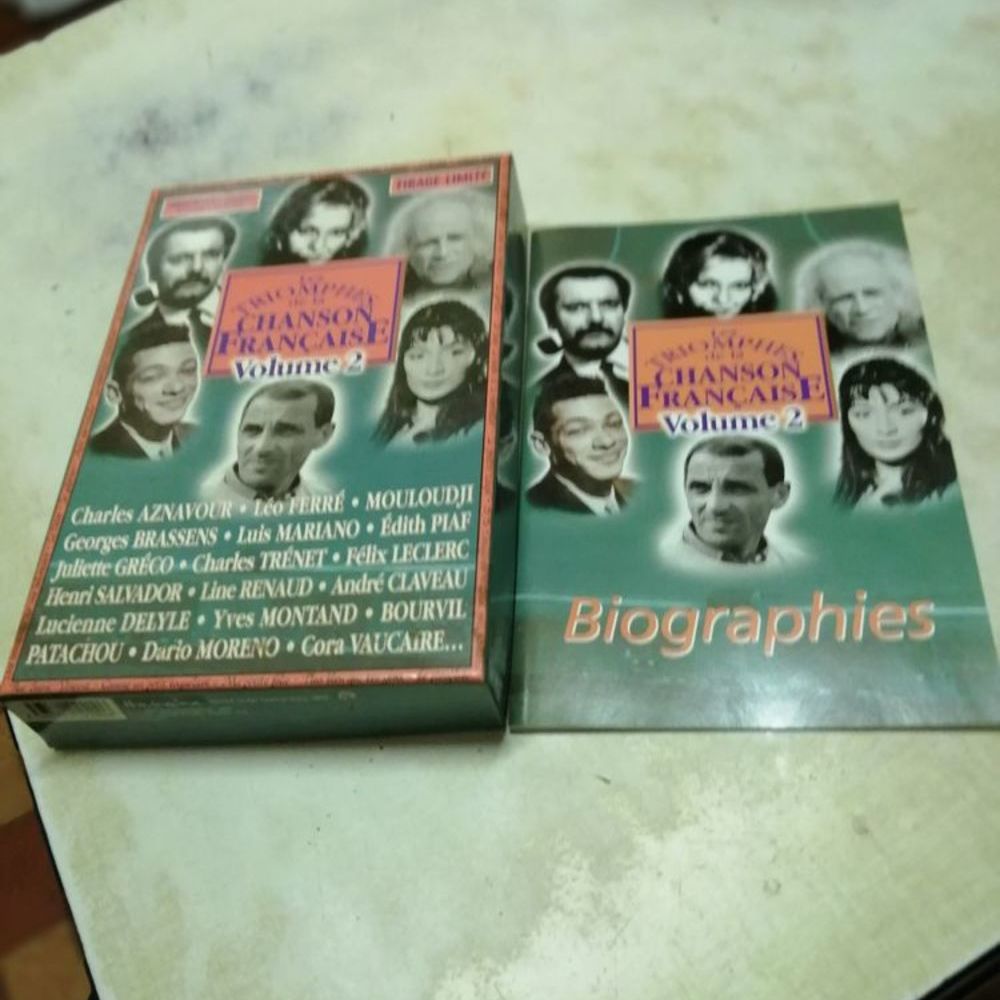 TIRAGE LIMITÉ
Les
TRIOMPHES
de la
CHANSON
FRANÇAISE
Volume 2
Charles AZNAVOUR • Léo FERRÉ • MOULOUDJI
Georges BRASSENS • Luis MARIANO • Édith PIAF
Juliette GRÉCO • Charles TRÉNET • Félix LECLERC
Henri SALVADOR • Line RENAUD • André CLAVEAU
Lucienne DELYLE • Yves MONTAND • BOURVIL
PATACHOU • Dario MORENO • Cora VAUCAIRE...
Les
TRIOMPHES
de la
CHANSON
FRANÇAISE
Volume 2
Biographies